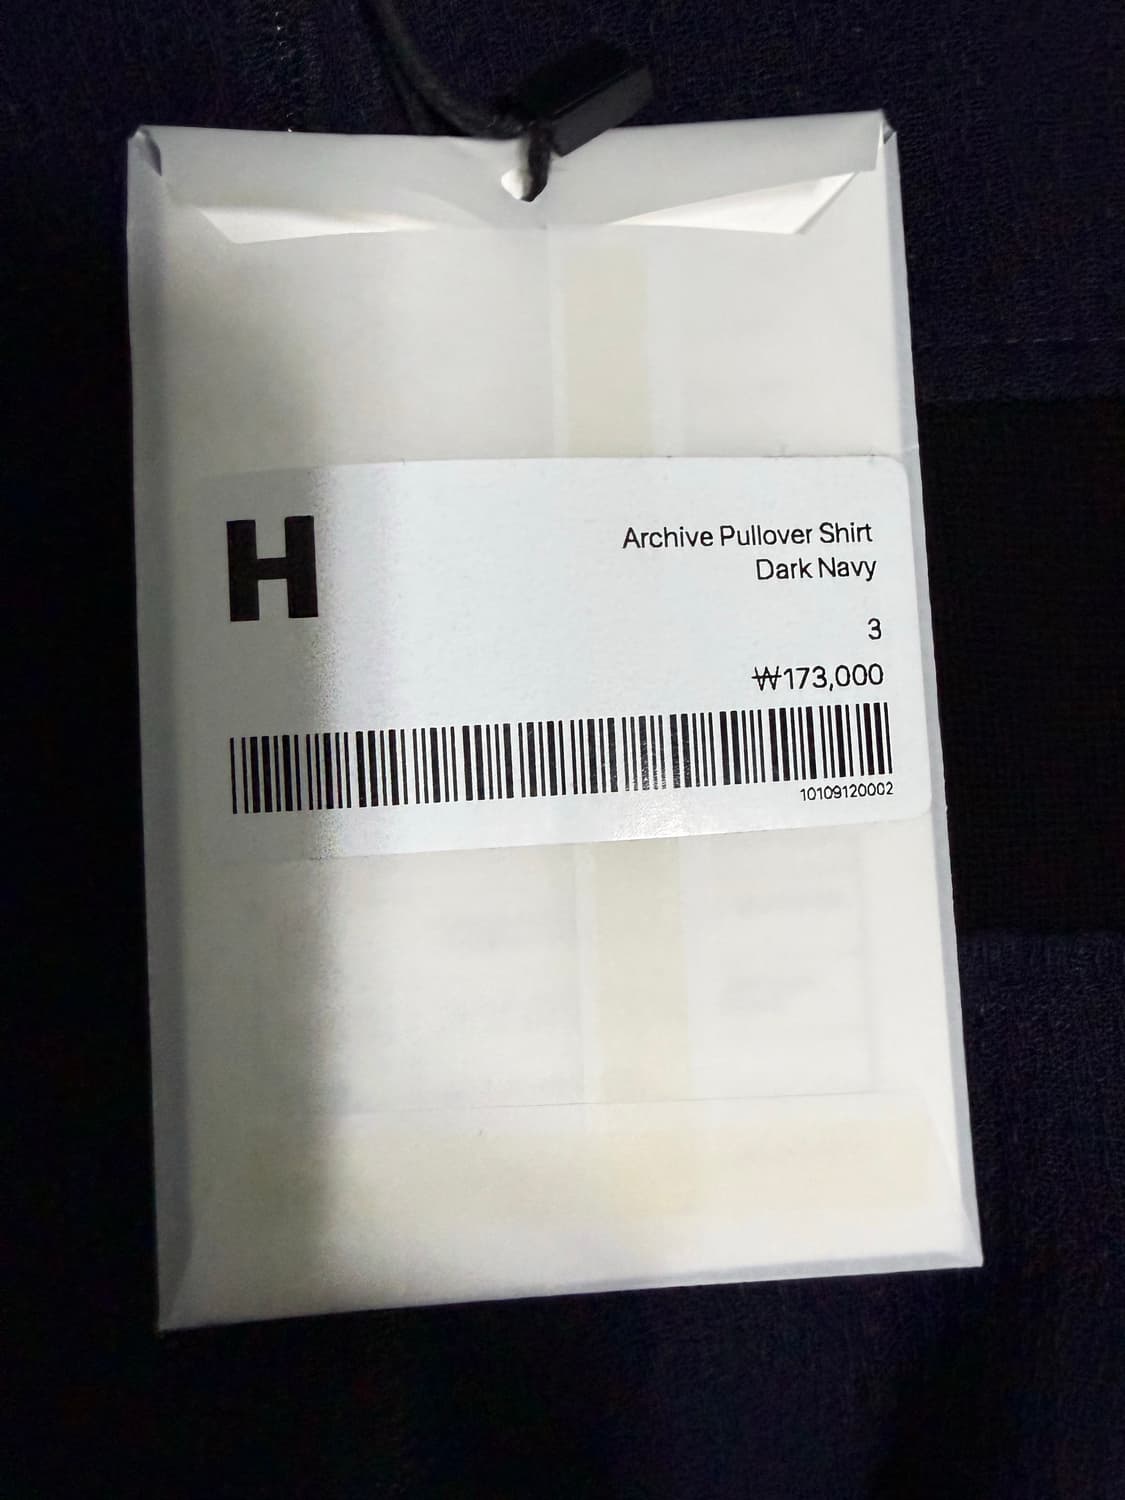 H
Archive Pullover Shirt
Dark Navy
3
₩173,000
10109120002